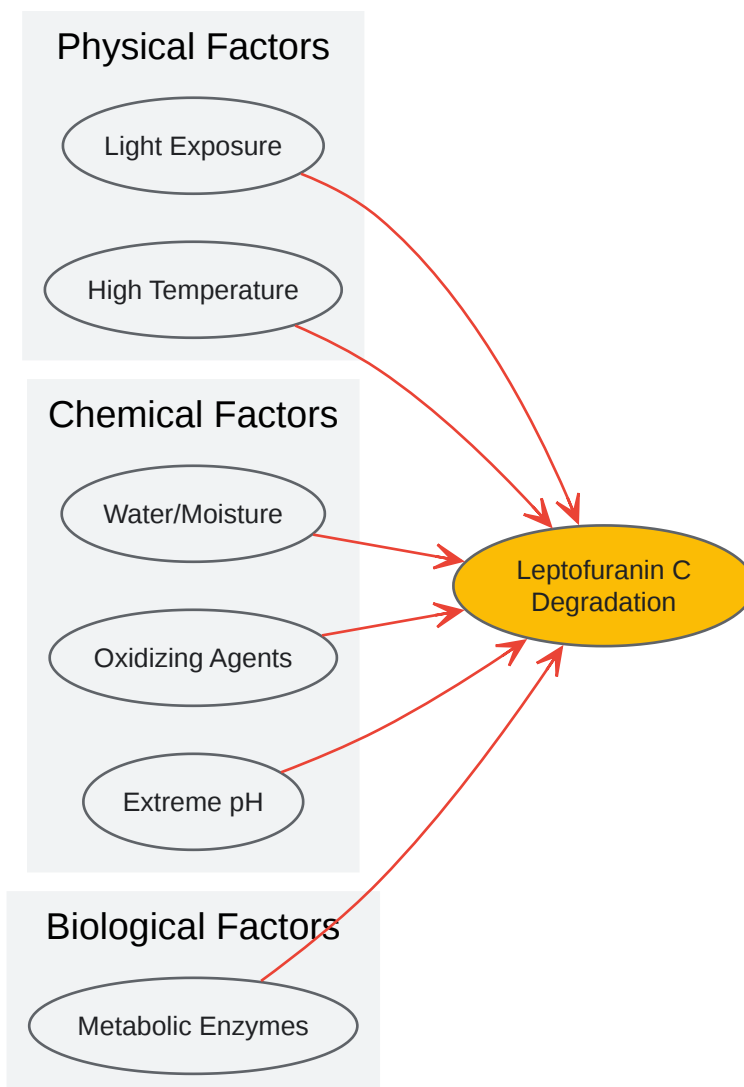 Physical Factors
Light Exposure
High Temperature
Chemical Factors
Water/Moisture
Oxidizing Agents
Extreme pH
Leptofuranin C
Degradation
Biological Factors
Metabolic Enzymes